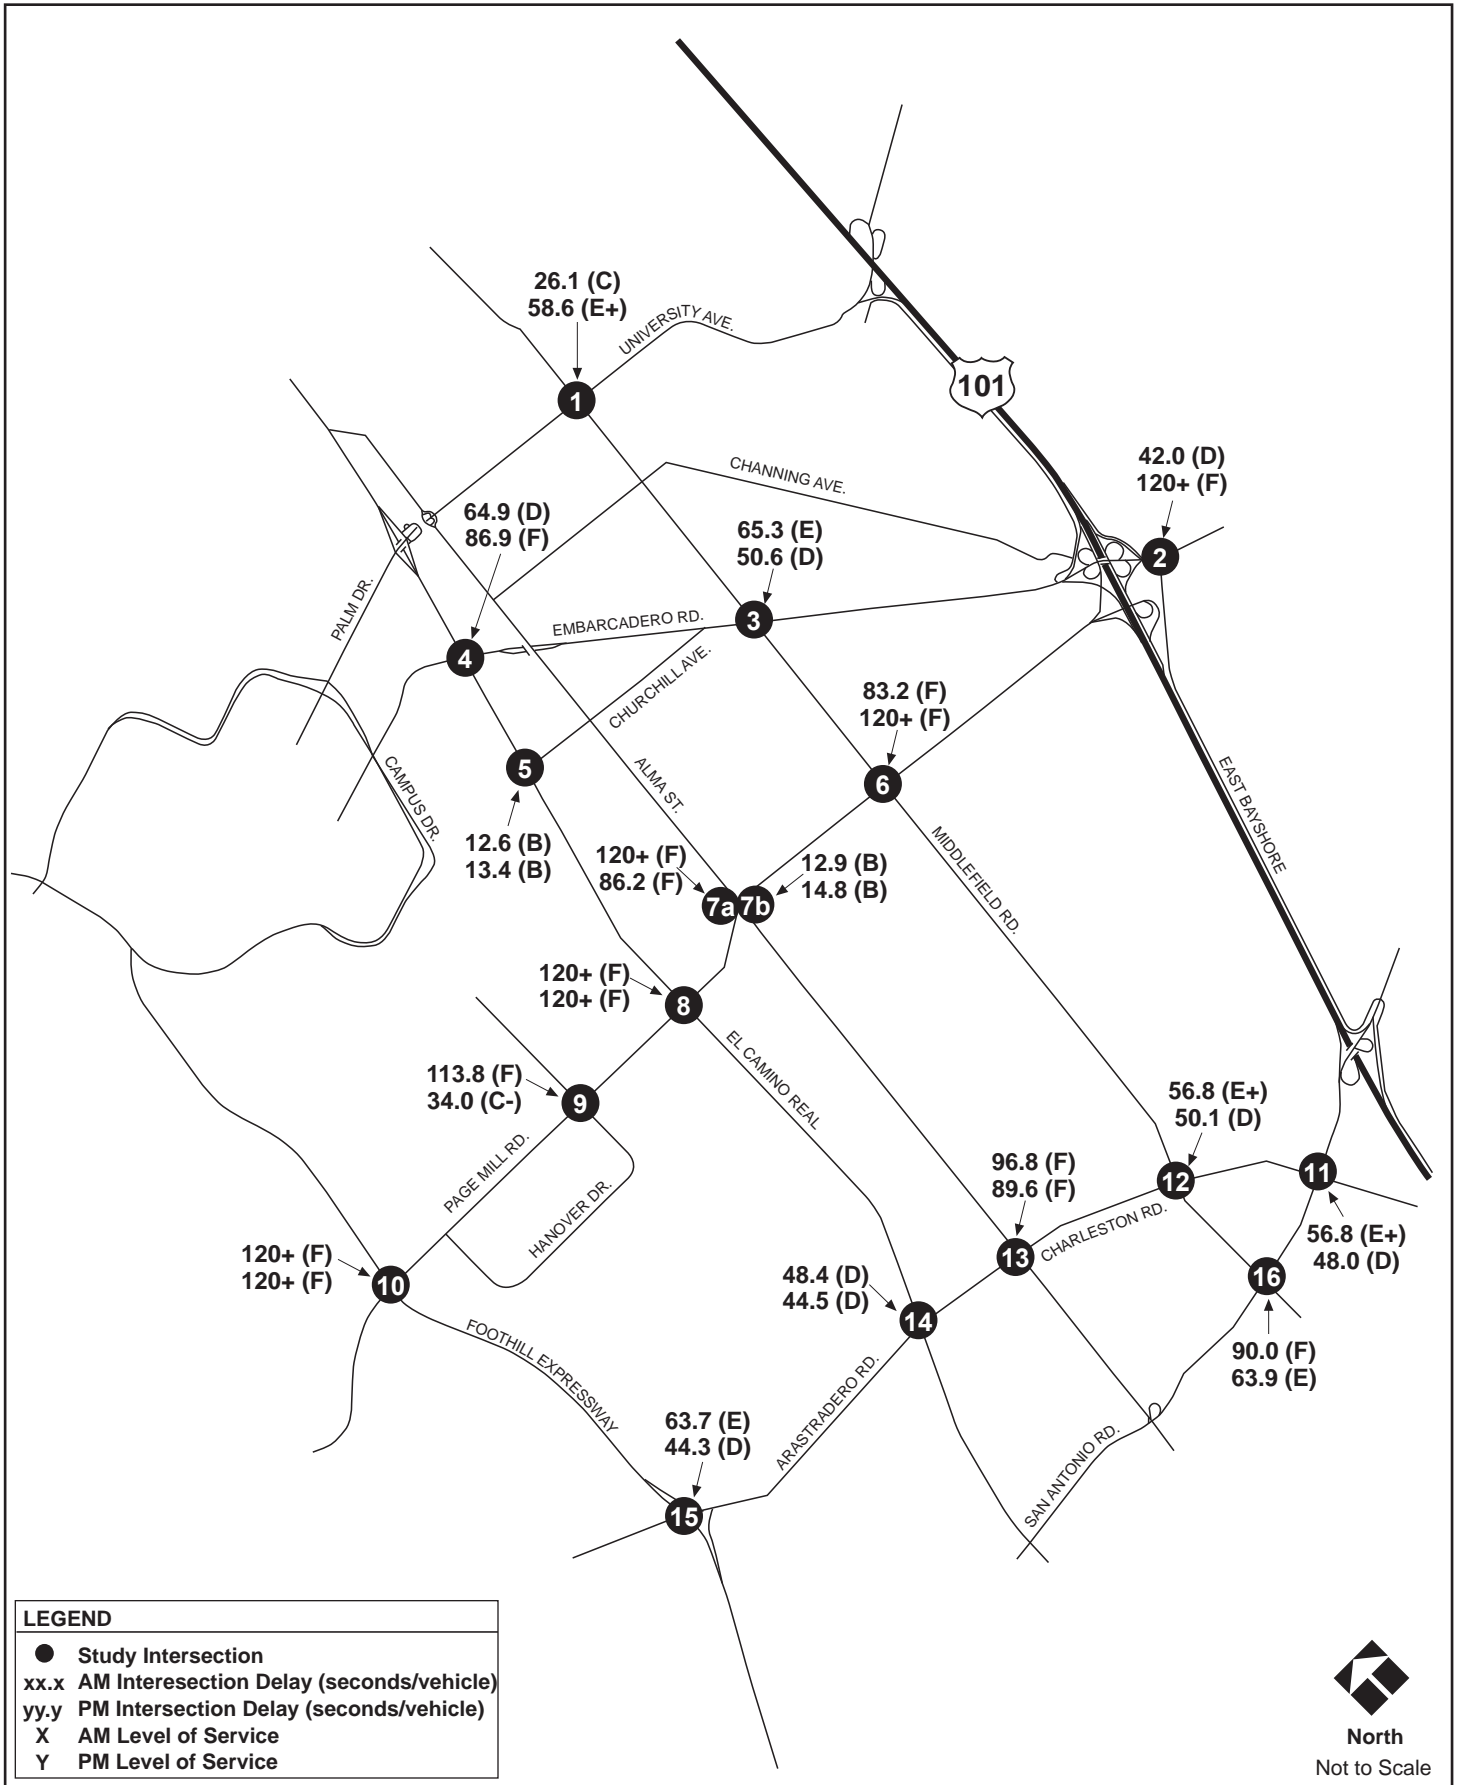 26.1 (C)
58.6 (E+)
UNIVERSITY AVE.
1
101
42.0 (D)
120+ (F)
2
CHANNING AVE.
64.9 (D)
86.9 (F)
65.3 (E)
50.6 (D)
3
PALM DR.
EMBARCADERO RD.
4
CHURCHILL AVE.
83.2 (F)
120+ (F)
6
5
CAMPUS DR.
ALMA ST.
EAST BAYSHORE
12.6 (B)
13.4 (B)
120+ (F)
86.2 (F)
12.9 (B)
14.8 (B)
MIDDLEFIELD RD.
7a
7b
120+ (F)
120+ (F)
8
EL CAMINO REAL
113.8 (F)
34.0 (C-)
9
PAGE MILL RD.
HANOVER DR.
56.8 (E+)
50.1 (D)
12
11
96.8 (F)
89.6 (F)
13
CHARLESTON RD.
56.8 (E+)
48.0 (D)
120+ (F)
120+ (F)
10
48.4 (D)
44.5 (D)
14
16
90.0 (F)
63.9 (E)
FOOTHILL EXPRESSWAY
ARASTRADERO RD.
63.7 (E)
44.3 (D)
15
SAN ANTONIO RD.
LEGEND
Study Intersection
xx.x AM Interesection Delay (seconds/vehicle)
yy.y PM Intersection Delay (seconds/vehicle)
X AM Level of Service
Y PM Level of Service
North
Not to Scale